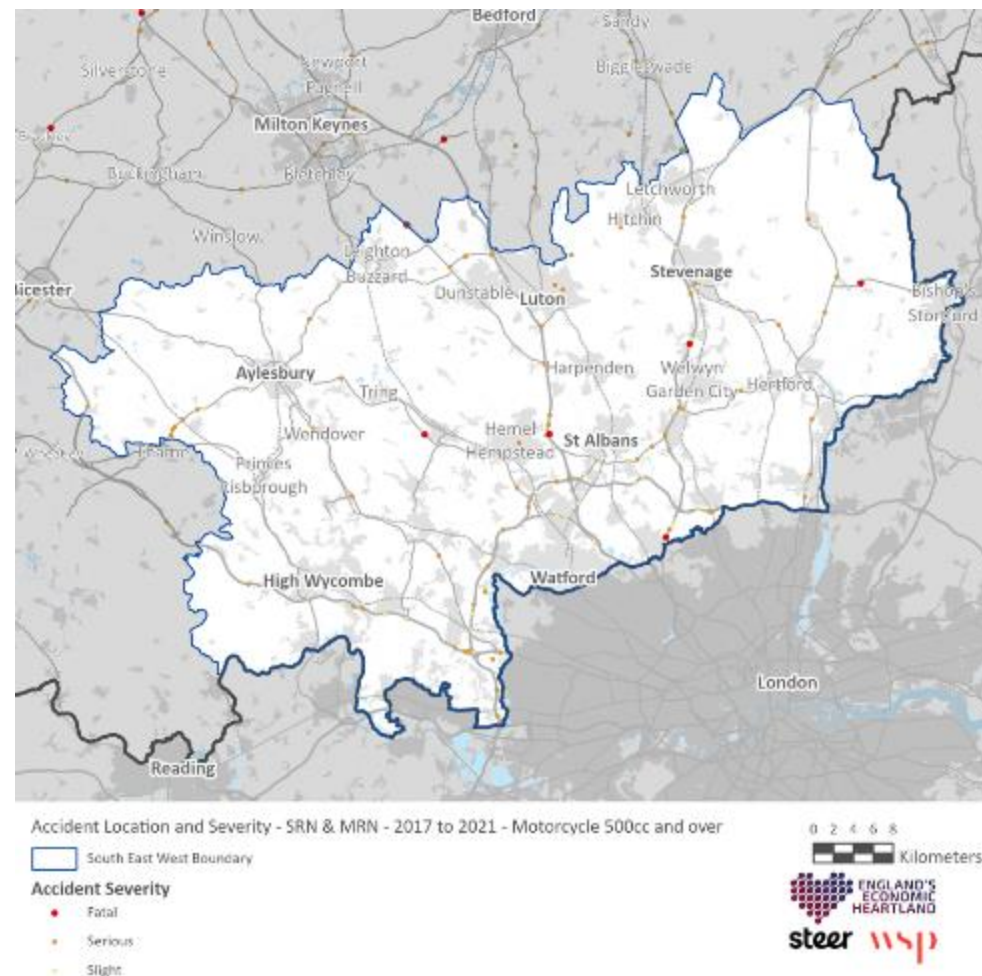 Bedford
Sandy
Silverstone
Newport
Pagnell
Biggleswade
Milton Keynes
Buckingham
Bletchley
Letchworth
Hitchin
Winslow
Leighton
Buzzard
Stevenage
Bicester
Dunstable
Luton
Bishop's
Stortford
Aylesbury
Tring
Harpenden
Welwyn
Garden City
Hertford
Wendover
Hemel
Hempstead
St Albans
Thame
Princes
Risborough
High Wycombe
Watford
London
Reading
Accident Location and Severity - SRN & MRN - 2017 to 2021 - Motorcycle 500cc and over
South East West Boundary
Accident Severity
Fatal
Serious
Slight
0 2 4 6 8
Kilometers
ENGLAND'S
ECONOMIC
HEARTLAND
steer wsp